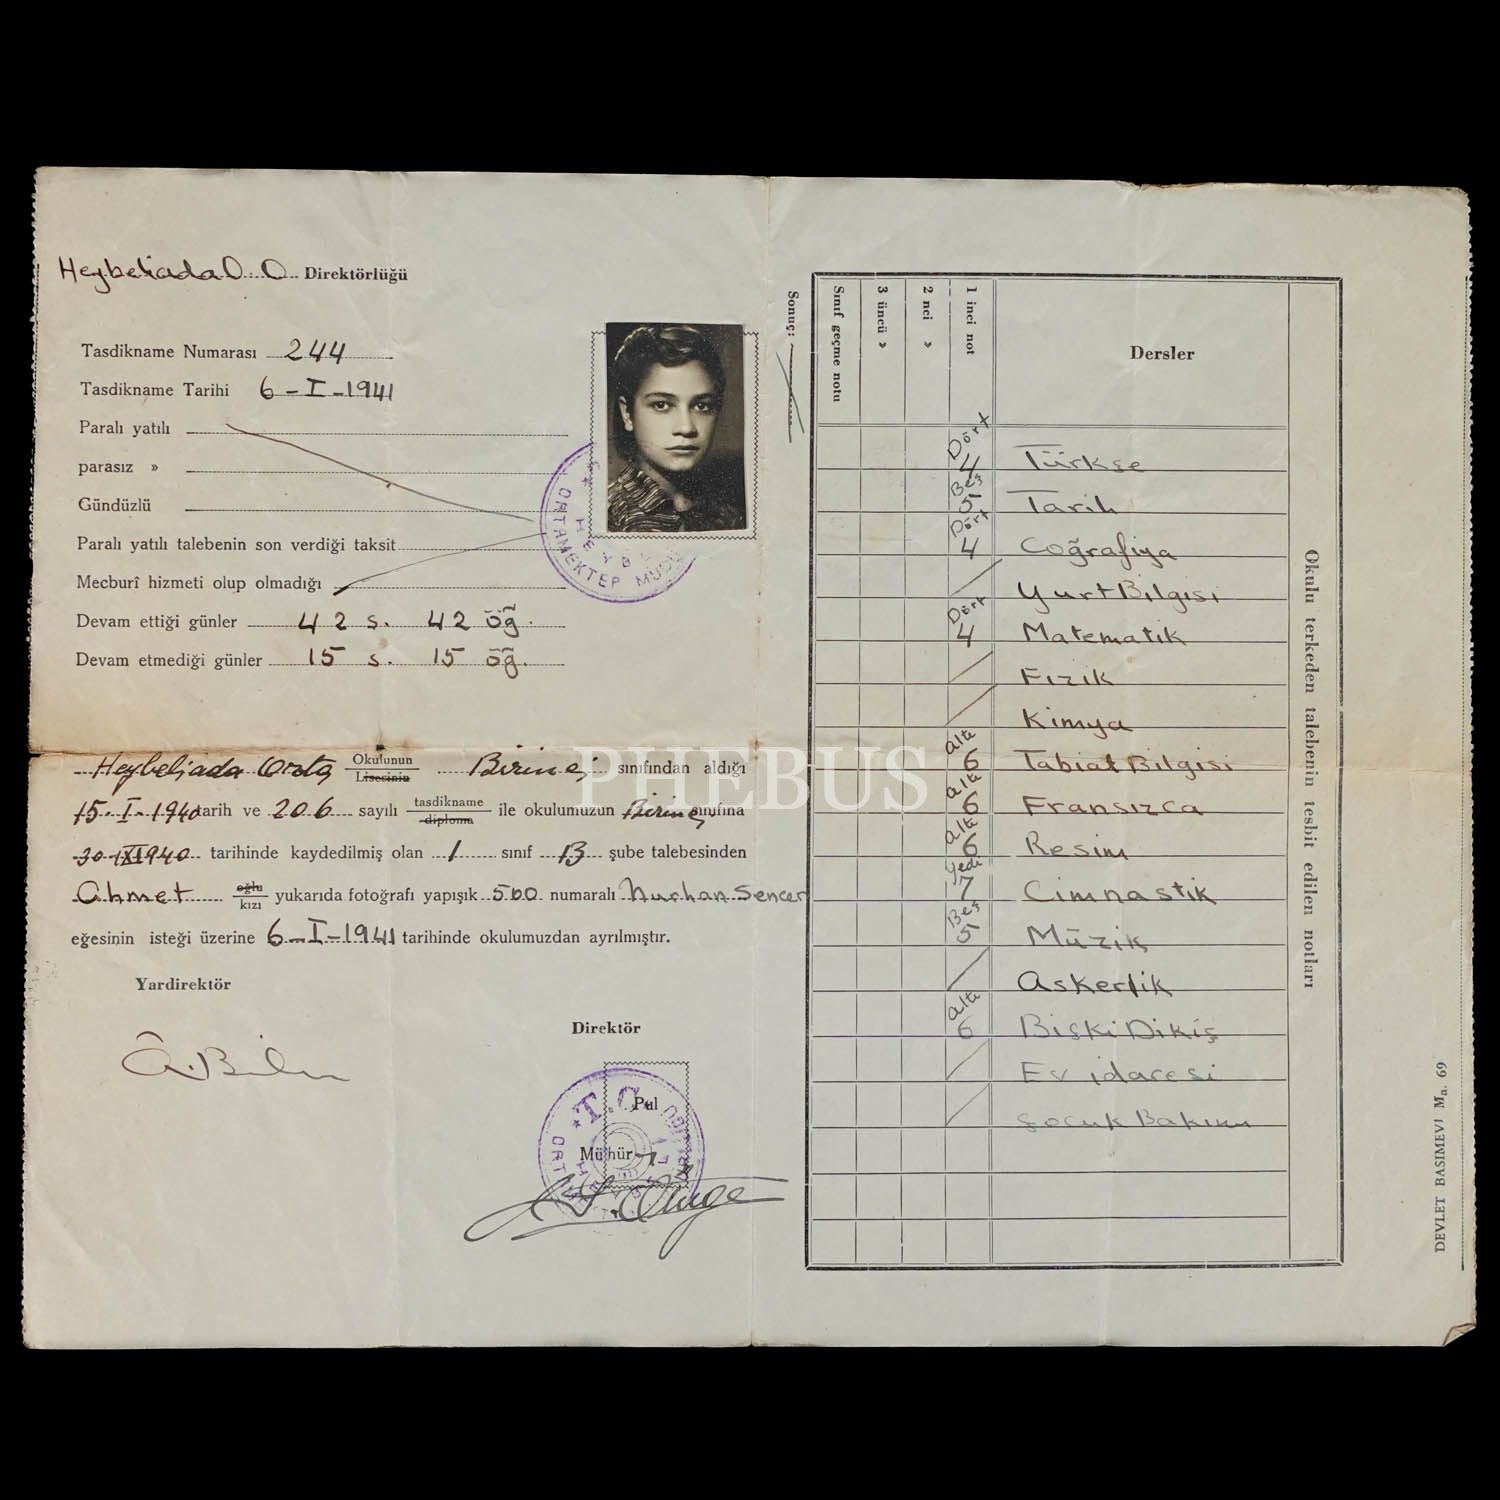 Heybeliada O. O. Direktörlüğü
Tasdikname Numarası 244
Tasdikname Tarihi 6-I-1941
Paralı yatılı
parasız »
Gündüzlü
Paralı yatılı talebenin son verdiği taksit
Mecburî hizmeti olup olmadığı
Devam ettiği günler 42 s. 42 öğ.
Devam etmediği günler 15 s. 15 öğ.
Heybeliada Orta Okulunun Lisesinin Birinci sınıfından aldığı
15-I-1940 tarih ve 206 sayılı tasdikname diploma ile okulumuzun Birinci sınıfına
30-XI-1940 tarihinde kaydedilmiş olan 1 sınıf B şube talebesinden
Ahmet oğlu kızı yukarıda fotoğrafı yapışık 500 numaralı Nurhan Sencer
eğesinin isteği üzerine 6-I-1941 tarihinde okulumuzdan ayrılmıştır.
Yardirektör
Direktör
T.C.
Pul
Mühür
ORTAMEKTEP
PHEBUS
Sonuç:
Sınıf geçme notu
3 üncü »
2 nci »
1 inci not
Dersler
Dört 4 Türkçe
Beş 5 Tarih
Dört 4 Coğrafiya
Yurt Bilgisi
Dört 4 Matematik
Fizik
Kimya
Altı 6 Tabiat Bilgisi
Altı 6 Fransızca
Altı 6 Resim
Yedi 7 Cimnastik
Beş 5 Müzik
Askerlik
Altı 6 Biçki Dikiş
Ev idaresi
Çocuk Bakımı
Okulu terkeden talebenin tesbit edilen notları
DEVLET BASIMEVİ Ma. 69